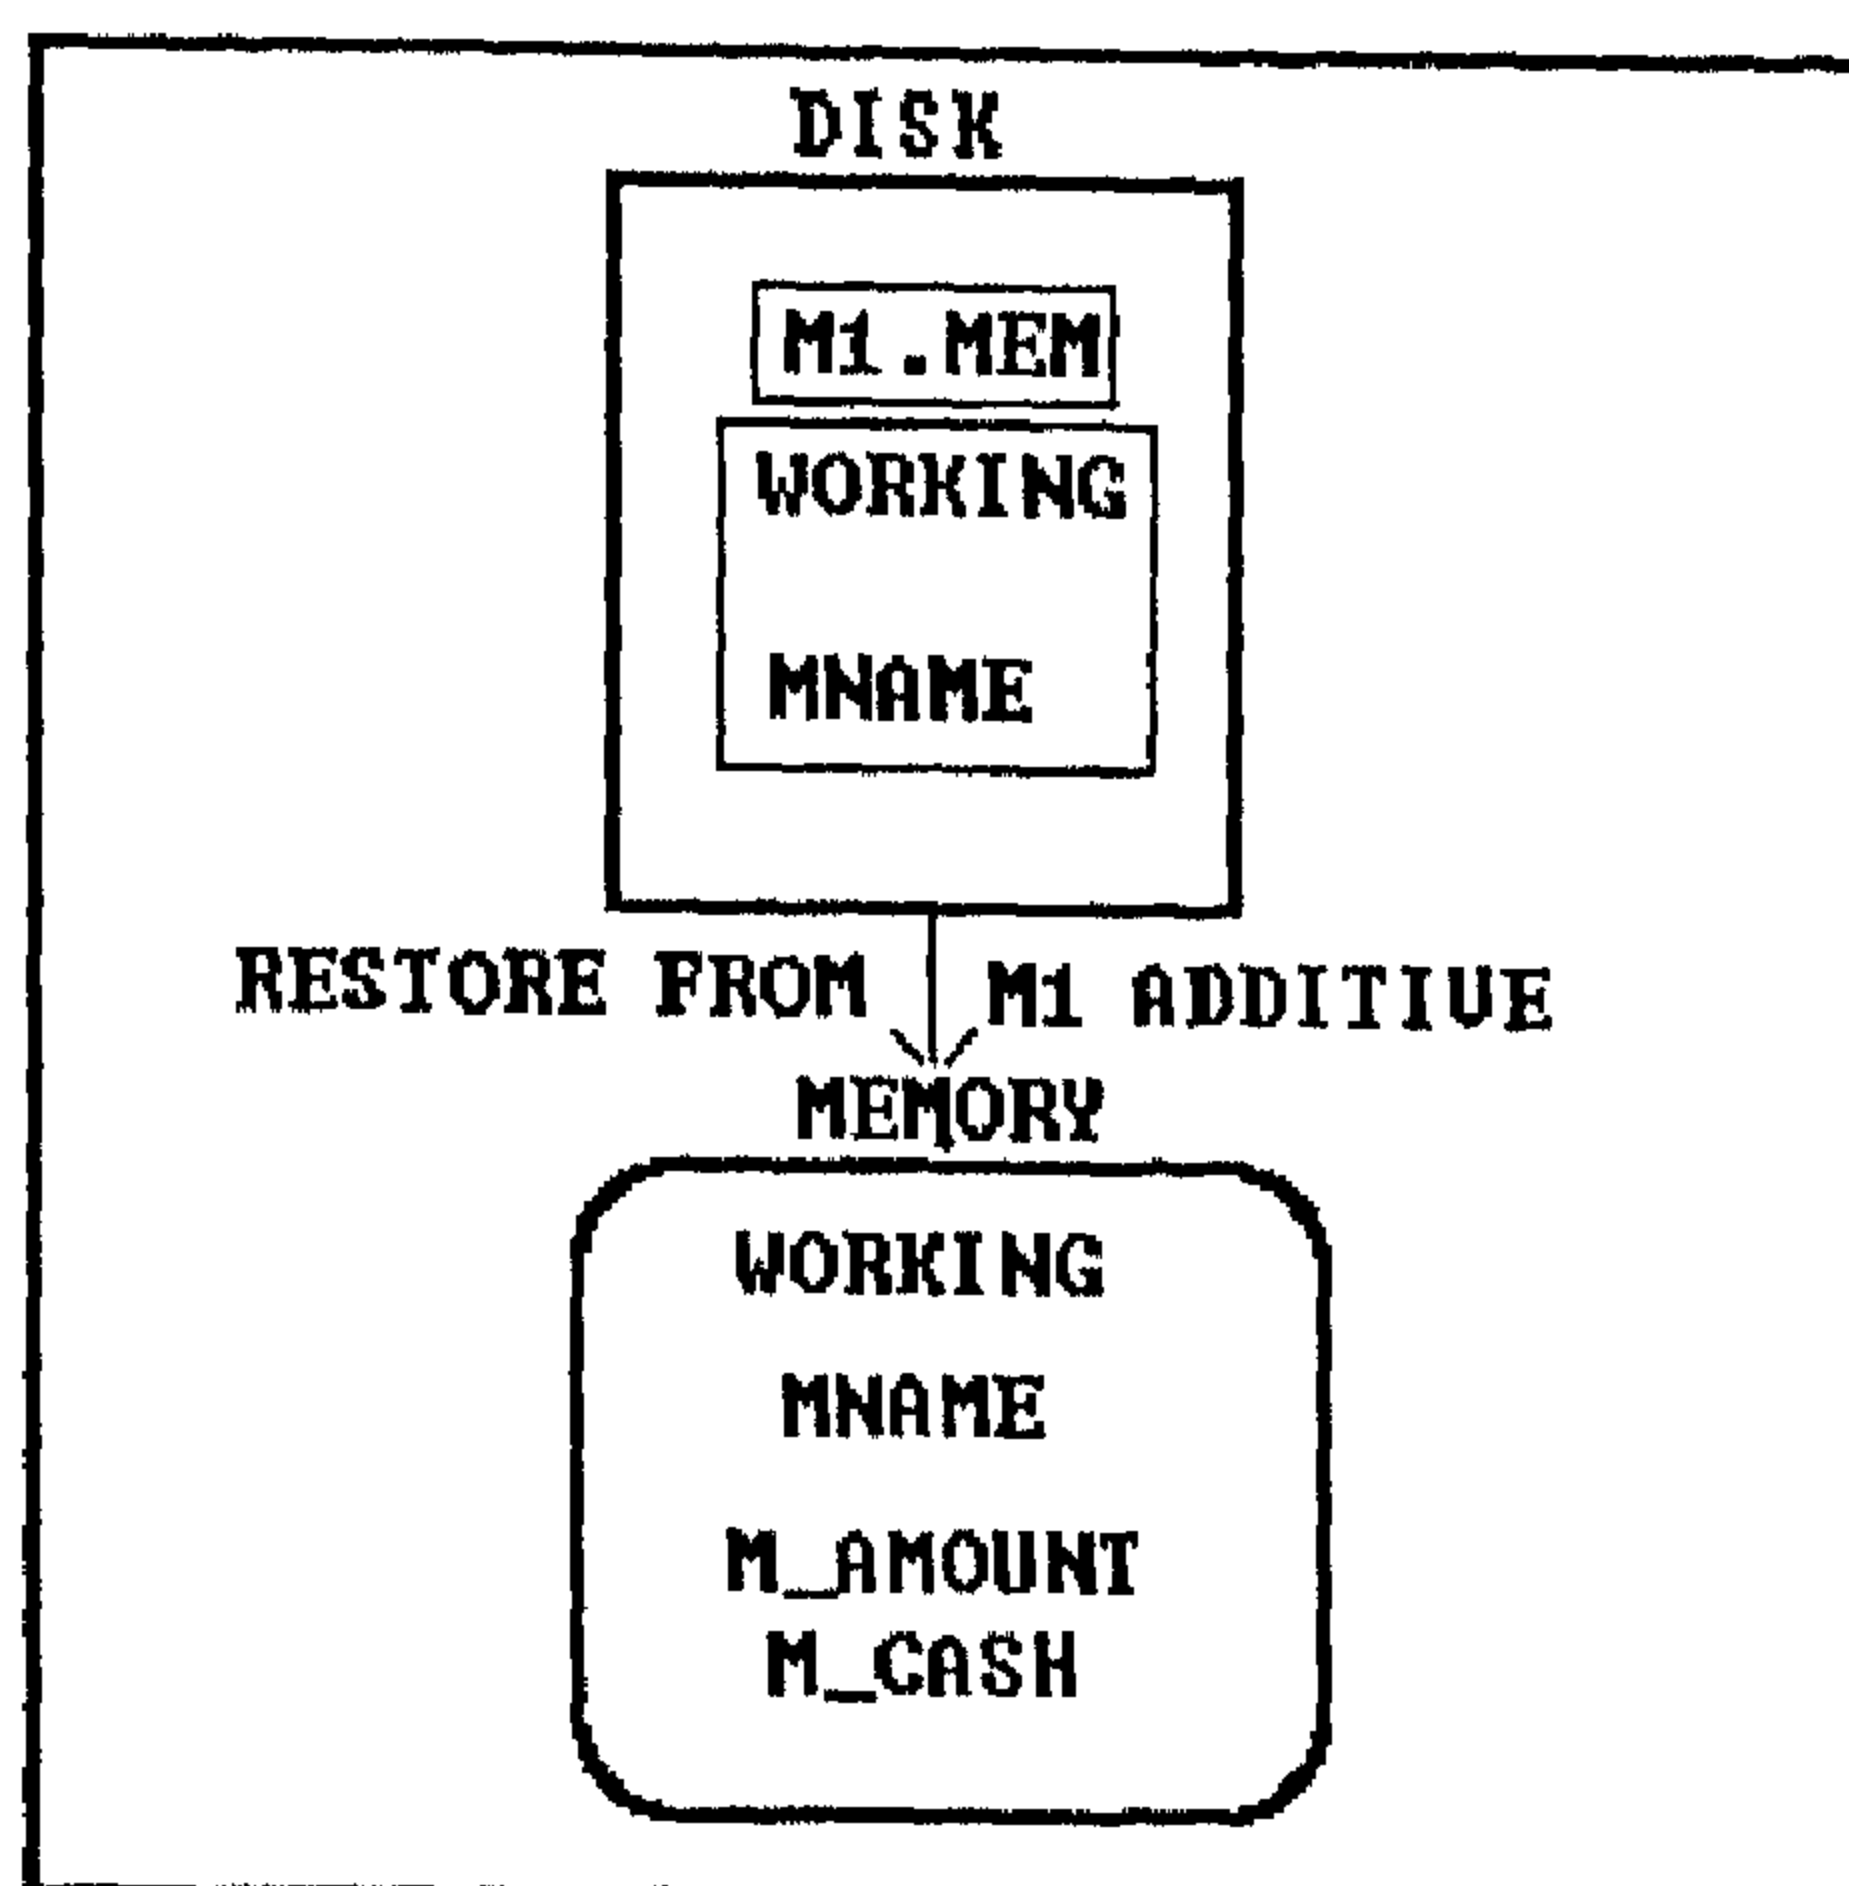 DISK
M1.MEM
WORKING
MNAME
RESTORE FROM M1 ADDITIVE
MEMORY
WORKING
MNAME
M_AMOUNT
M_CASH